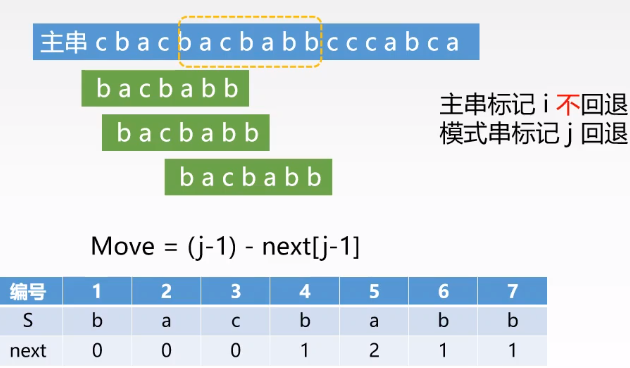 主串 c b a c b a c b a b b c c c a b c a
b a c b a b b
b a c b a b b
b a c b a b b
主串标记 i 不回退
模式串标记 j 回退
Move = (j-1) - next[j-1]
编号 1 2 3 4 5 6 7
S b a c b a b b
next 0 0 0 1 2 1 1